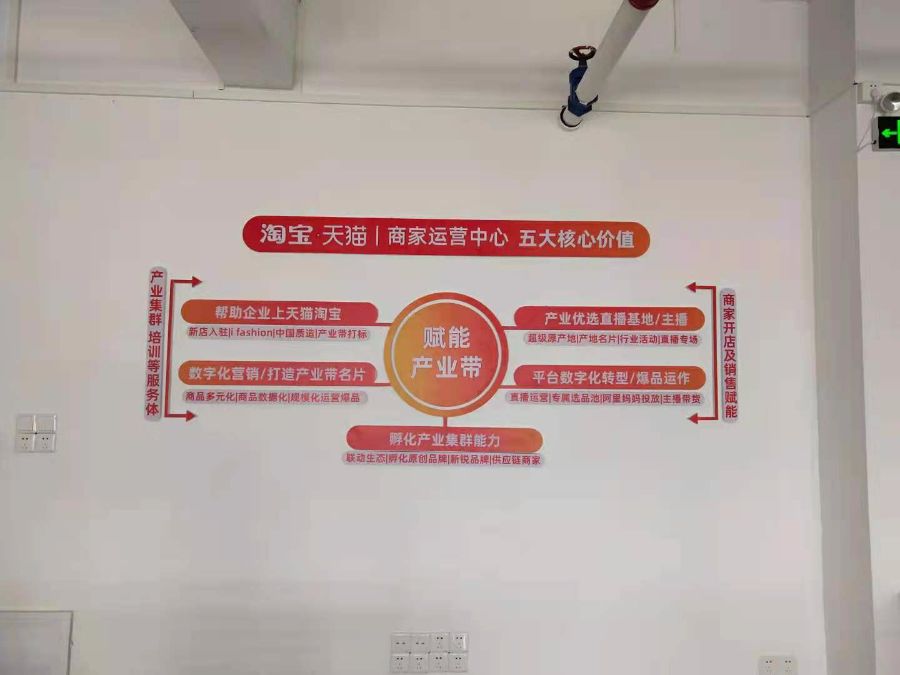 淘宝·天猫｜商家运营中心 五大核心价值
产业集群 培训等服务体
帮助企业上天猫淘宝
新店入驻|i fashion|中国质运|产业带打标
数字化营销/打造产业带名片
商品多元化|商品数据化|规模化运营爆品
赋能
产业带
产业优选直播基地/主播
超级原产地|产地名片|行业活动|直播专场
平台数字化转型/爆品运作
直播运营|专属选品池|阿里妈妈投放|主播带货
商家开店及销售赋能
孵化产业集群能力
联动生态|孵化原创品牌|新锐品牌|供应链商家